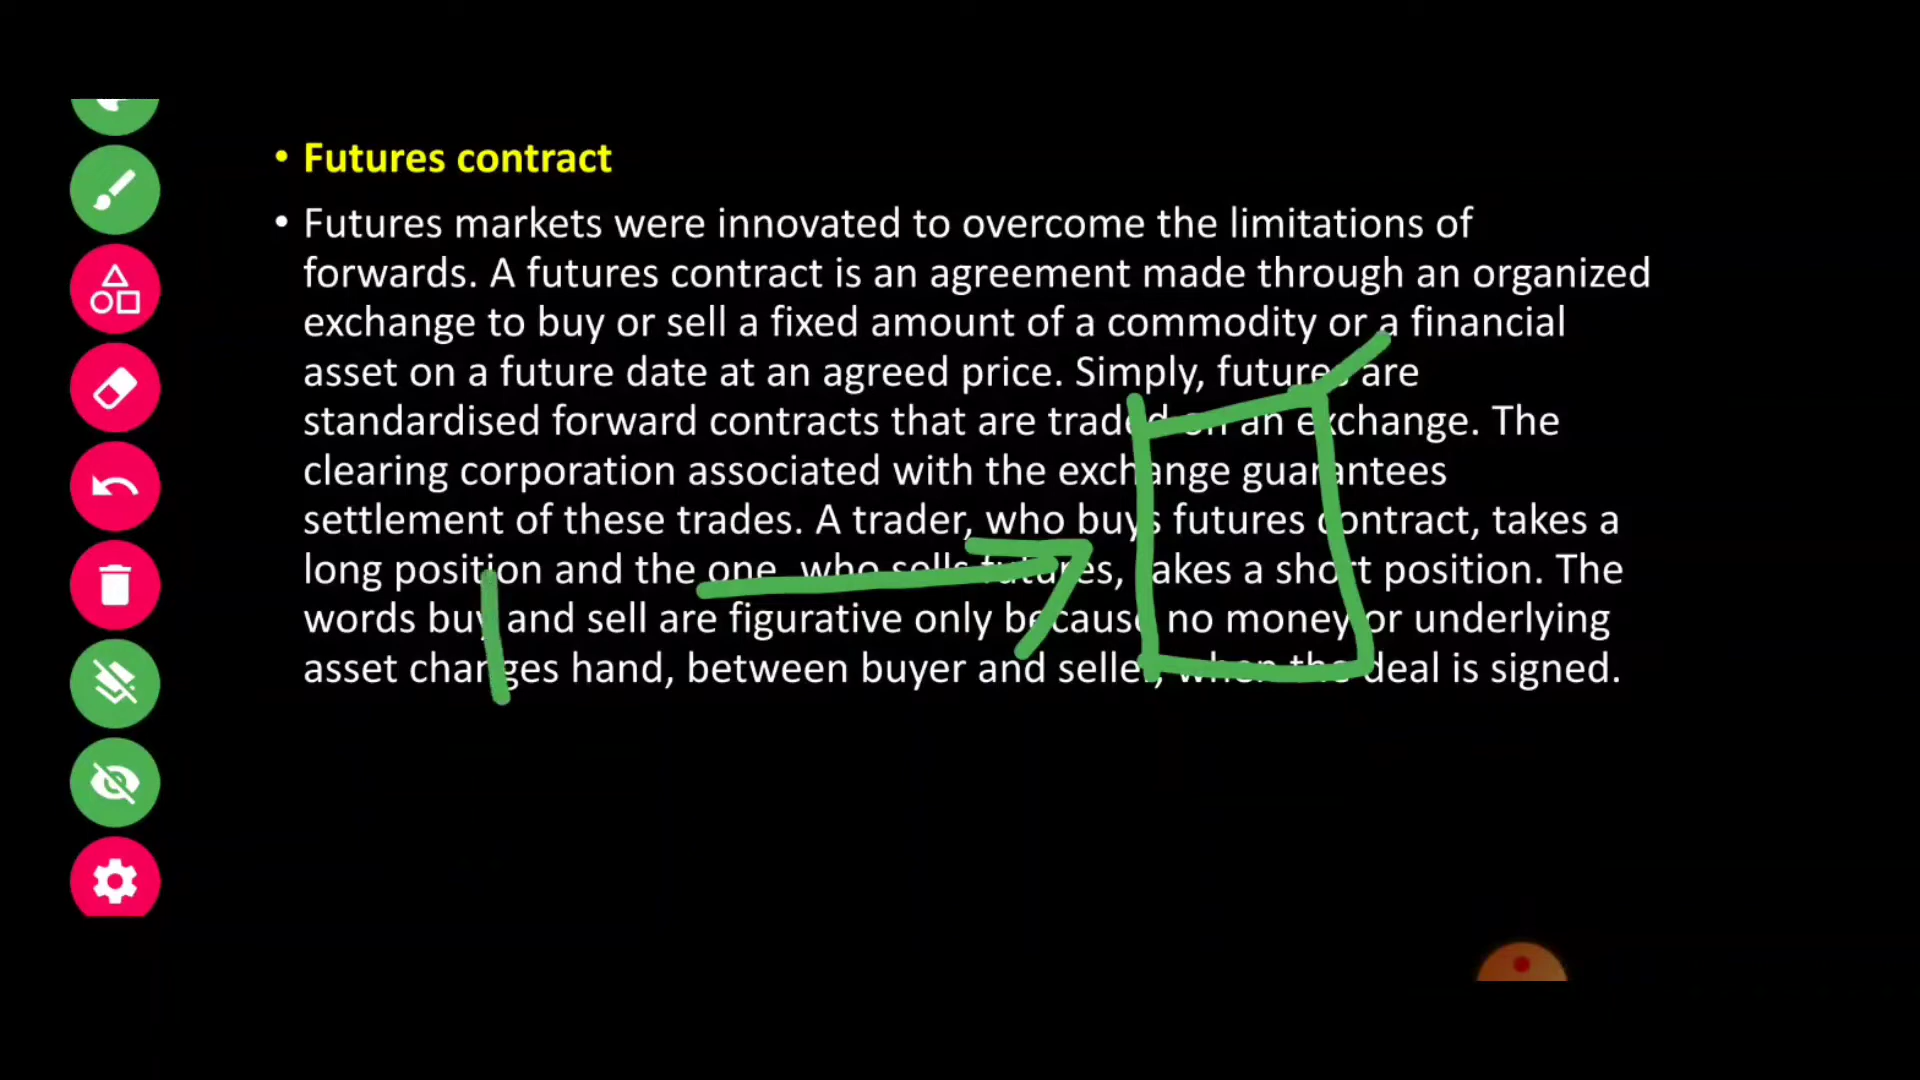 • Futures contract
• Futures markets were innovated to overcome the limitations of
forwards. A futures contract is an agreement made through an organized
exchange to buy or sell a fixed amount of a commodity or a financial
asset on a future date at an agreed price. Simply, futures are
standardised forward contracts that are traded on an exchange. The
clearing corporation associated with the exchange guarantees
settlement of these trades. A trader, who buys futures contract, takes a
long position and the one, who sells futures, takes a short position. The
words buy and sell are figurative only because no money or underlying
asset changes hand, between buyer and seller, when the deal is signed.